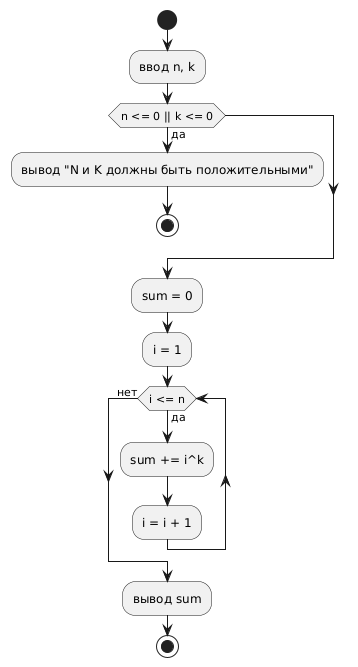 ввод n, k
n <= 0 || k <= 0
да
вывод "N и K должны быть положительными"
sum = 0
i = 1
нет
i <= n
да
sum += i^k
i = i + 1
вывод sum